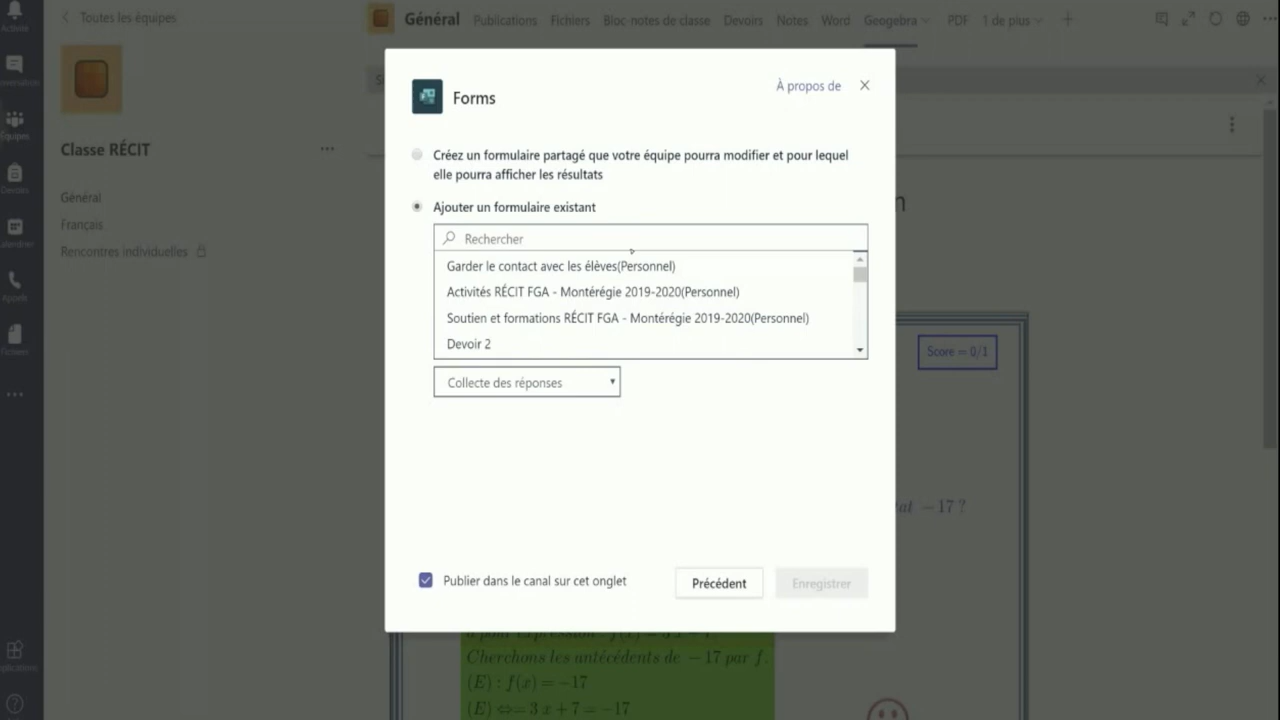 Toutes les équipes
Général
Publications
Fichiers
Bloc-notes de classe
Devoirs
Notes
Word
Geogebra
PDF
1 de plus
Classe RÉCIT
Général
Français
Rencontres individuelles
Équipes
Devoirs
Appels
Forms
À propos de
Créez un formulaire partagé que votre équipe pourra modifier et pour lequel
elle pourra afficher les résultats
Ajouter un formulaire existant
Rechercher
Garder le contact avec les élèves(Personnel)
Activités RÉCIT FGA - Montérégie 2019-2020(Personnel)
Soutien et formations RÉCIT FGA - Montérégie 2019-2020(Personnel)
Devoir 2
Collecte des réponses
Publier dans le canal sur cet onglet
Précédent
Enregistrer
Score = 0/1
−17 ?
Cherchons les antécédents de −17 par f.
(E) : f(x) = −17
(E) ⟺ 3 x + 7 = −17